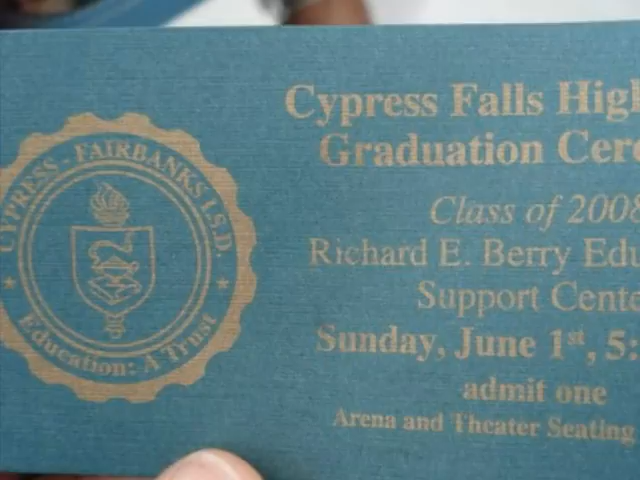 CYPRESS - FAIRBANKS I.S.D.
Education: A Trust
Cypress Falls Hig
Graduation Cere
Class of 2008
Richard E. Berry Edu
Support Cente
Sunday, June 1st, 5:
admit one
Arena and Theater Seating